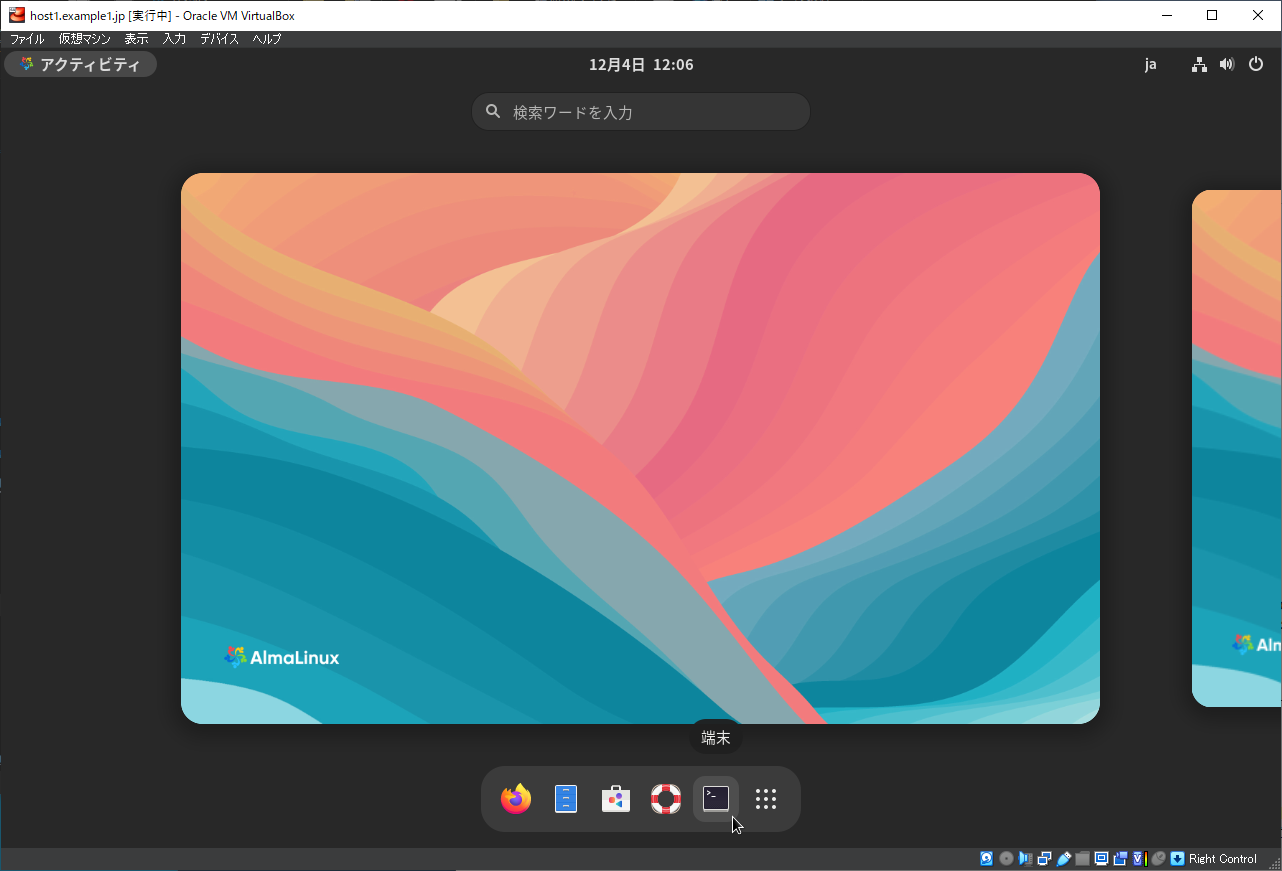 host1.example1.jp [実行中] - Oracle VM VirtualBox
ファイル 仮想マシン 表示 入力 デバイス ヘルプ
アクティビティ 12月4日 12:06 ja
検索ワードを入力
AlmaLinux
Alm
端末
Right Control